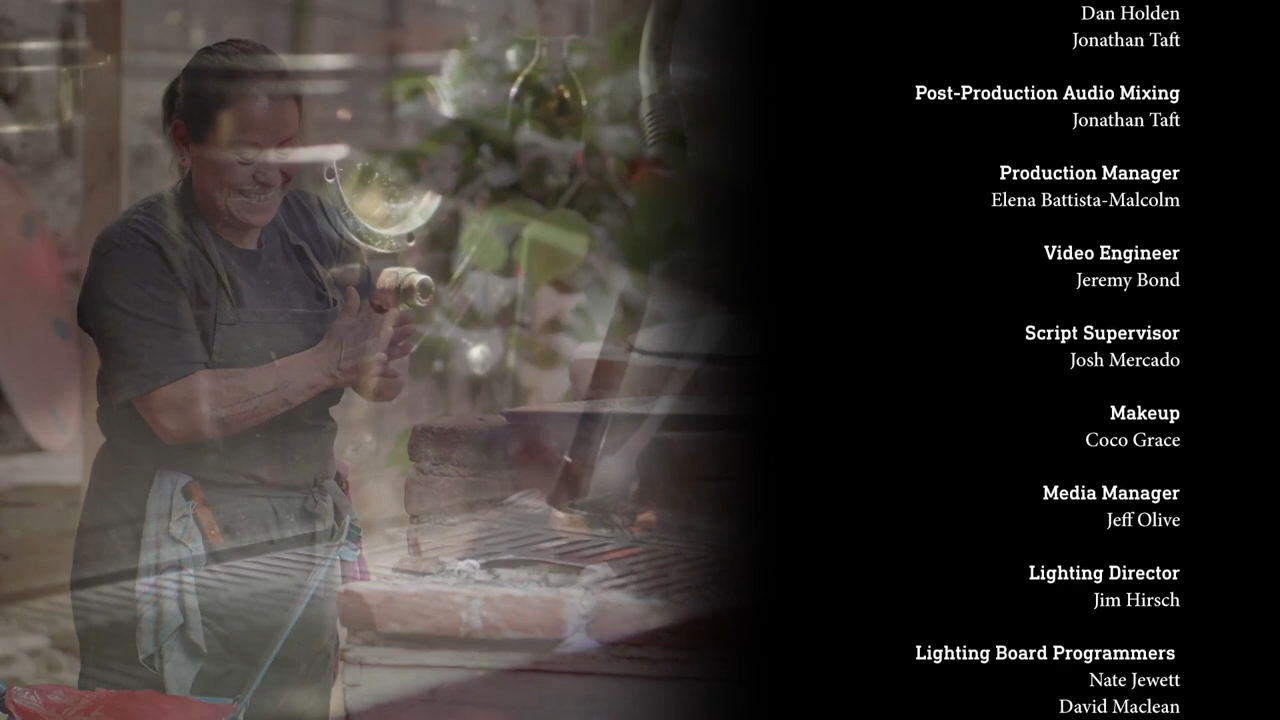 Dan Holden
Jonathan Taft
Post-Production Audio Mixing
Jonathan Taft
Production Manager
Elena Battista-Malcolm
Video Engineer
Jeremy Bond
Script Supervisor
Josh Mercado
Makeup
Coco Grace
Media Manager
Jeff Olive
Lighting Director
Jim Hirsch
Lighting Board Programmers
Nate Jewett
David Maclean